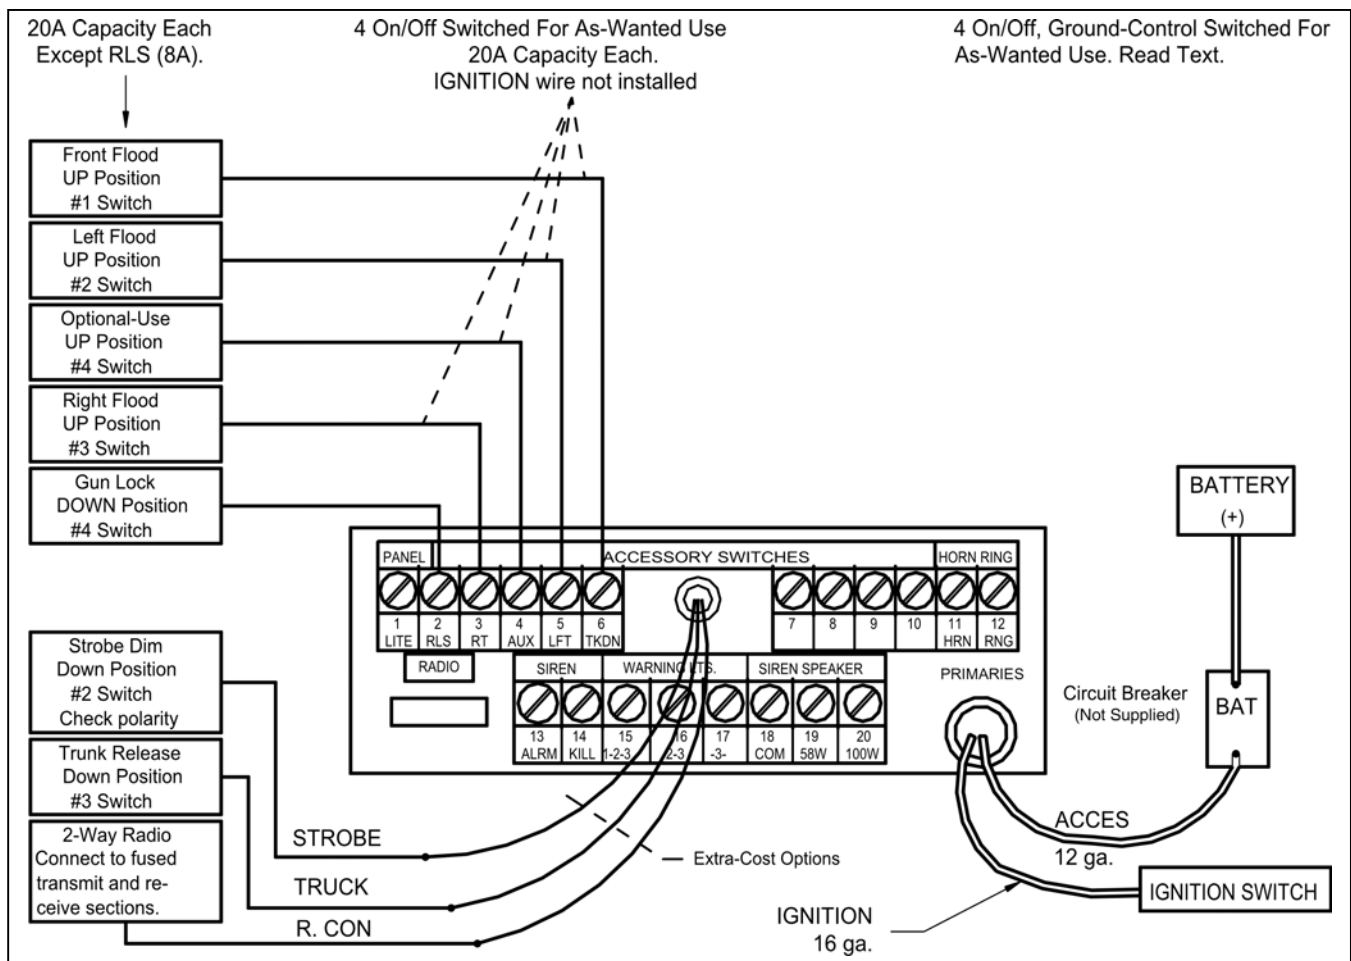 20A Capacity Each
Except RLS (8A).
4 On/Off Switched For As-Wanted Use
20A Capacity Each.
IGNITION wire not installed
4 On/Off, Ground-Control Switched For
As-Wanted Use. Read Text.
Front Flood
UP Position
#1 Switch
Left Flood
UP Position
#2 Switch
Optional-Use
UP Position
#4 Switch
Right Flood
UP Position
#3 Switch
Gun Lock
DOWN Position
#4 Switch
BATTERY
(+)
PANEL
ACCESSORY SWITCHES
HORN RING
1
2
3
4
5
6
7
8
9
10
11
12
LITE
RLS
RT
AUX
LFT
TKDN
HRN
RNG
RADIO
SIREN
WARNING LTS.
SIREN SPEAKER
PRIMARIES
13
14
15
16
17
18
19
20
ALRM
KILL
1-2-3
2-3
-3-
COM
58W
100W
Circuit Breaker
(Not Supplied)
BAT
Strobe Dim
Down Position
#2 Switch
Check polarity
Trunk Release
Down Position
#3 Switch
2-Way Radio
Connect to fused
transmit and re-
ceive sections.
STROBE
TRUCK
R. CON
Extra-Cost Options
ACCES
12 ga.
IGNITION
16 ga.
IGNITION SWITCH